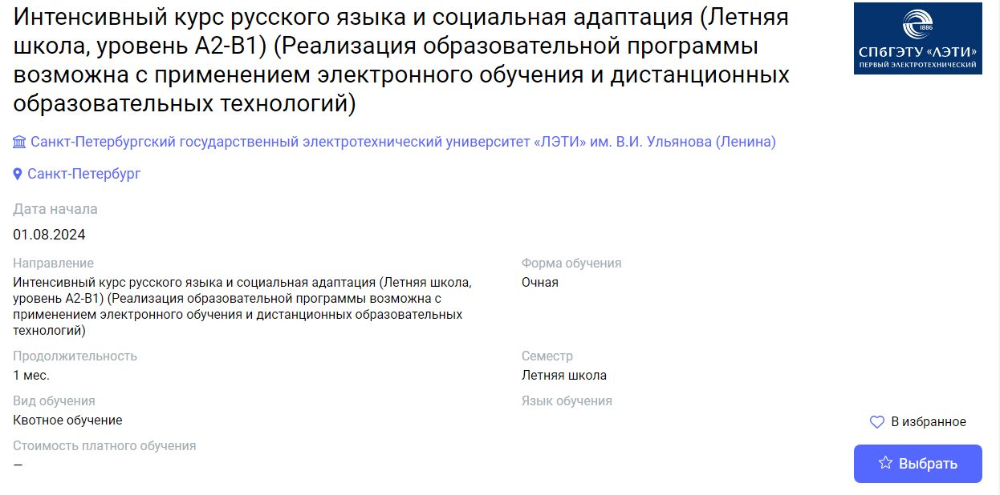 Интенсивный курс русского языка и социальная адаптация (Летняя
школа, уровень А2-В1) (Реализация образовательной программы
возможна с применением электронного обучения и дистанционных
образовательных технологий)
1886
СПбГЭТУ «ЛЭТИ»
ПЕРВЫЙ ЭЛЕКТРОТЕХНИЧЕСКИЙ
Санкт-Петербургский государственный электротехнический университет «ЛЭТИ» им. В.И. Ульянова (Ленина)
Санкт-Петербург
Дата начала
01.08.2024
Направление
Интенсивный курс русского языка и социальная адаптация (Летняя школа,
уровень А2-В1) (Реализация образовательной программы возможна с
применением электронного обучения и дистанционных образовательных
технологий)
Форма обучения
Очная
Продолжительность
1 мес.
Семестр
Летняя школа
Вид обучения
Квотное обучение
Язык обучения
Стоимость платного обучения
—
В избранное
Выбрать